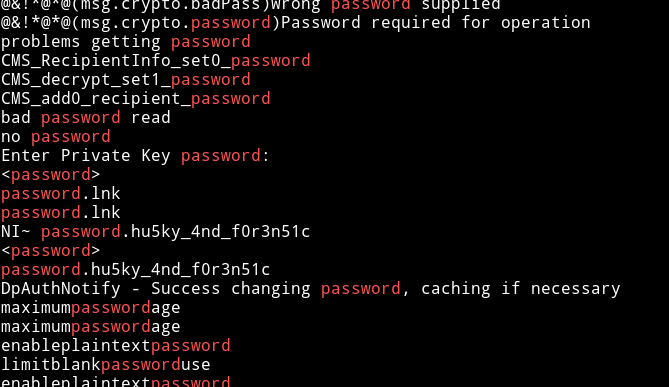 @&!*@*@(msg.crypto.badPass)Wrong password supplied
@&!*@*@(msg.crypto.password)Password required for operation
problems getting password
CMS_RecipientInfo_set0_password
CMS_decrypt_set1_password
CMS_add0_recipient_password
bad password read
no password
Enter Private Key password:
<password>
password.lnk
password.lnk
NI~ password.hu5ky_4nd_f0r3n51c
<password>
password.hu5ky_4nd_f0r3n51c
DpAuthNotify - Success changing password, caching if necessary
maximumpasswordage
maximumpasswordage
enableplaintextpassword
limitblankpassworduse
enableplaintextpassword